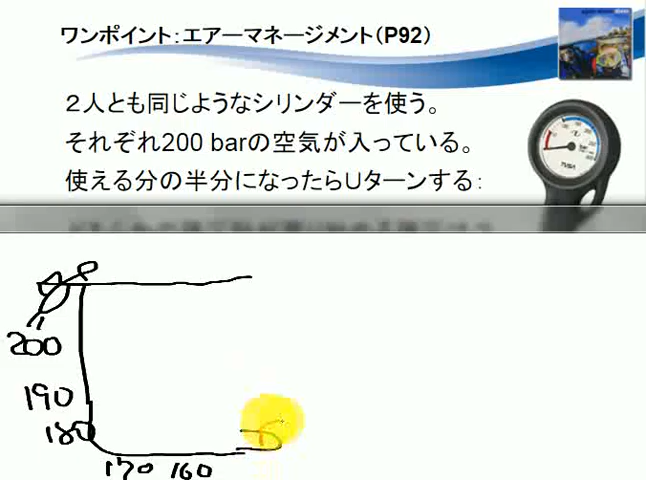 ワンポイント：エアーマネージメント（P92）
２人とも同じようなシリンダーを使う。
それぞれ200 barの空気が入っている。
使える分の半分になったらUターンする：
TUSA
200
190
180
170 160